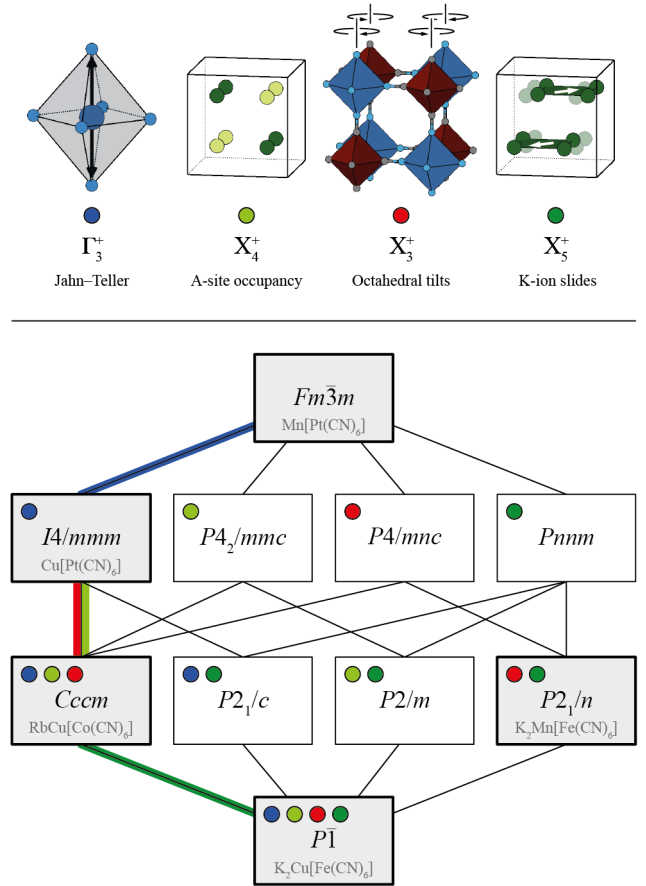 Γ₃⁺ X₄⁺ X₃⁺ X₅⁺
Jahn–Teller A-site occupancy Octahedral tilts K-ion slides
Fm3̅m
Mn[Pt(CN)₆]
I4/mmm P4₂/mmc P4/mnc Pnnm
Cu[Pt(CN)₆]
Cccm P2₁/c P2/m P2₁/n
RbCu[Co(CN)₆] K₂Mn[Fe(CN)₆]
P1̅
K₂Cu[Fe(CN)₆]